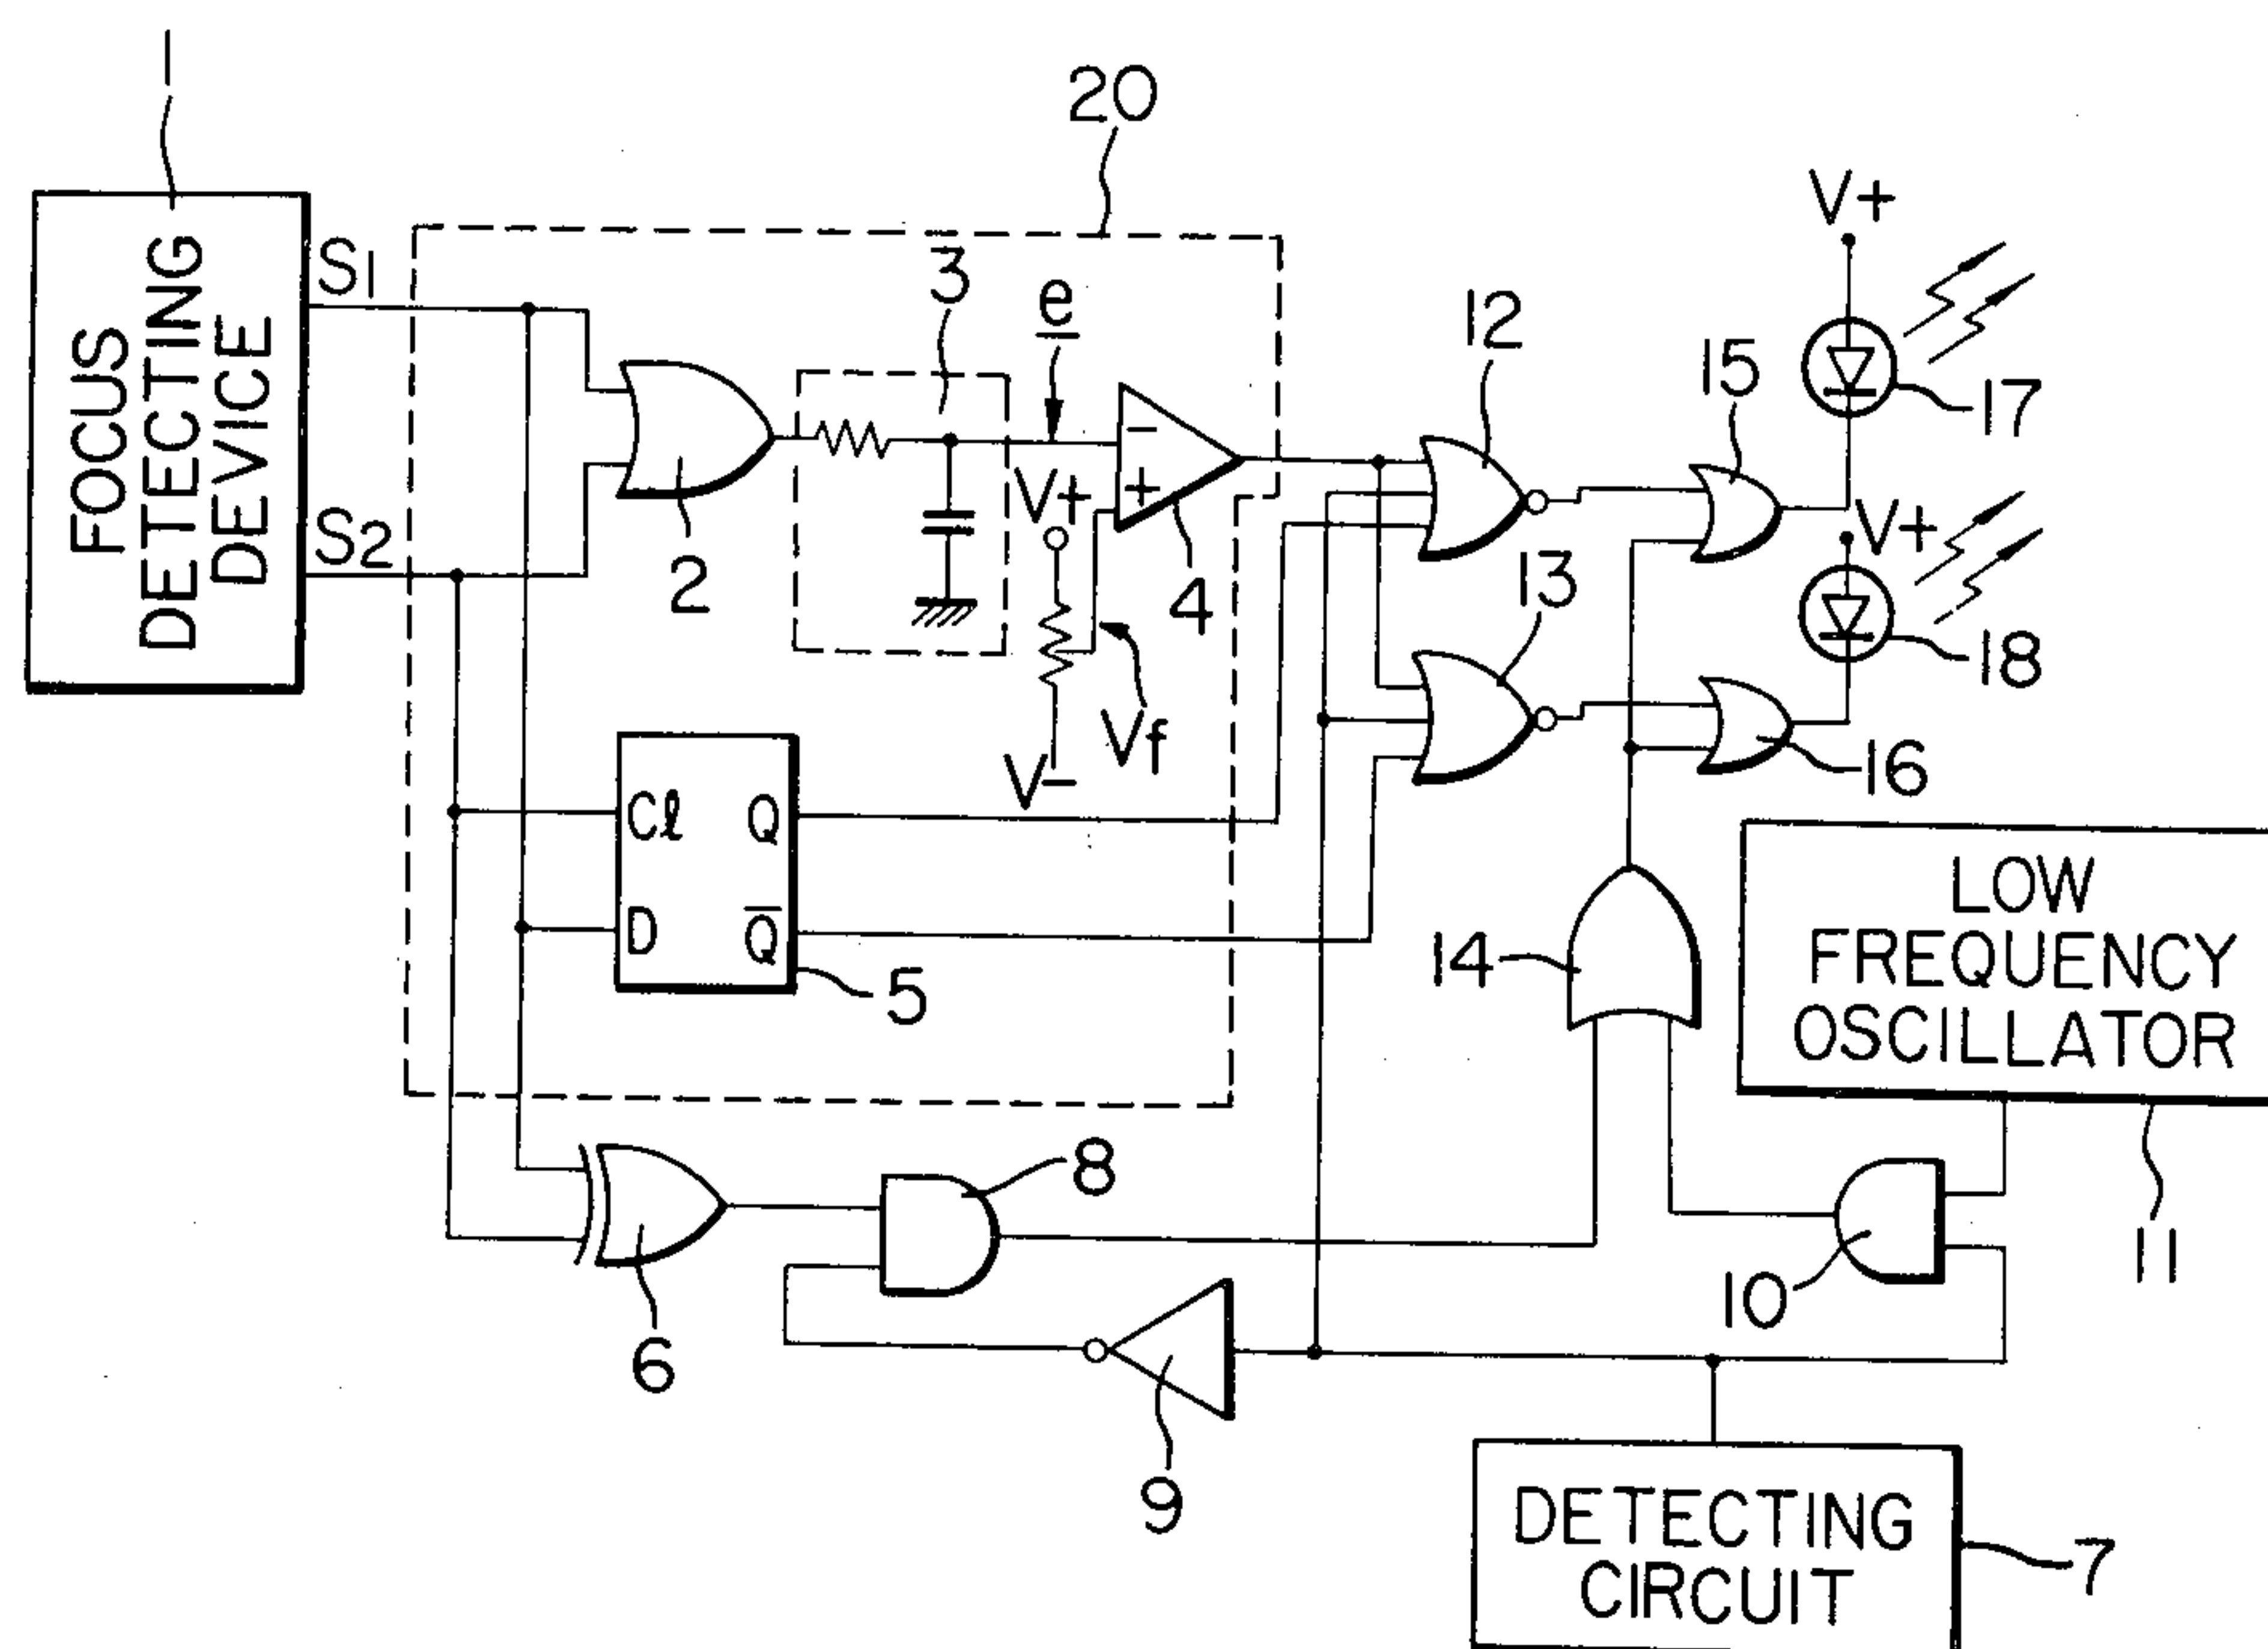 1
20
FOCUS
DETECTING
DEVICE
S1
S2
2
3
e
V+
V-
Vf
4
Cl Q
D Q̅
5
6
8
9
12
13
14
15
16
V+
17
V+
18
LOW
FREQUENCY
OSCILLATOR
10
11
DETECTING
CIRCUIT
7
-
+